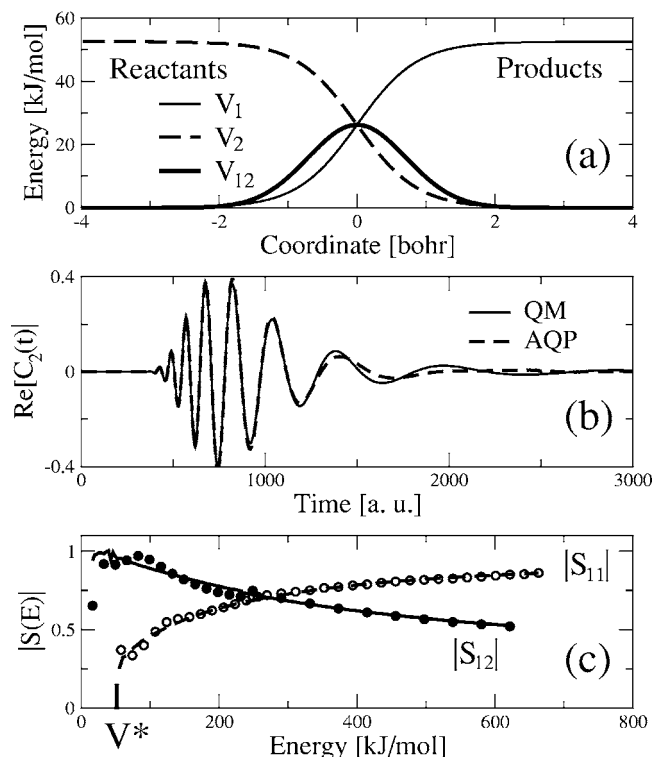 60
40
20
0
Energy [kJ/mol]
Reactants
Products
V₁
V₂
V₁₂
(a)
-4 -2 0 2 4
Coordinate [bohr]
0.4
0
-0.4
Re[C₂(t)|
QM
AQP
(b)
0 1000 2000 3000
Time [a. u.]
1
0.5
0
|S(E)|
|S₁₁|
|S₁₂|
(c)
V*
0 200 400 600 800
Energy [kJ/mol]